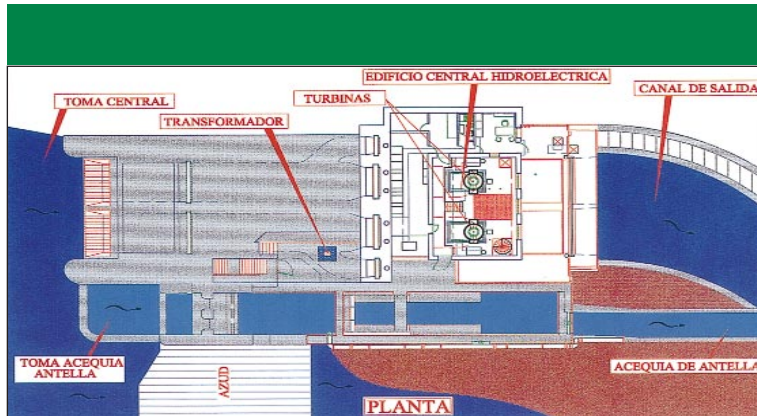 EDIFICIO CENTRAL HIDROELECTRICA
TOMA CENTRAL
TURBINAS
CANAL DE SALIDA
TRANSFORMADOR
TOMA ACEQUIA
ANTELLA
AZUD
ACEQUIA DE ANTELLA
PLANTA